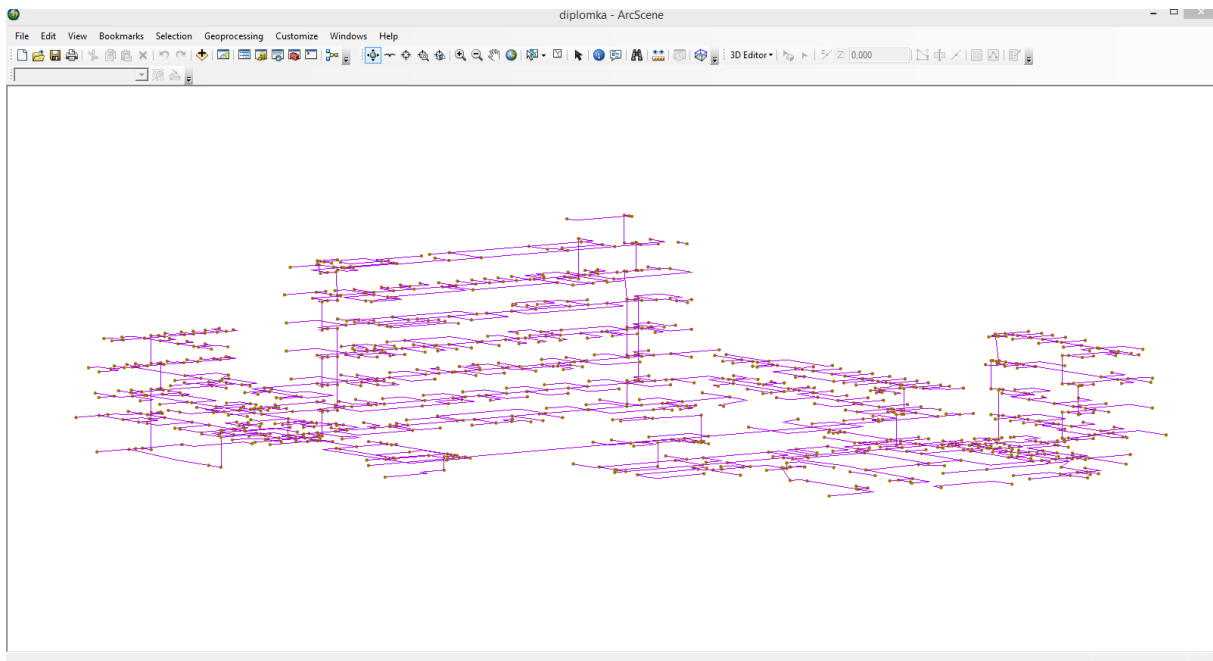 diplomka - ArcScene
File Edit View Bookmarks Selection Geoprocessing Customize Windows Help
3D Editor Z: 0,000